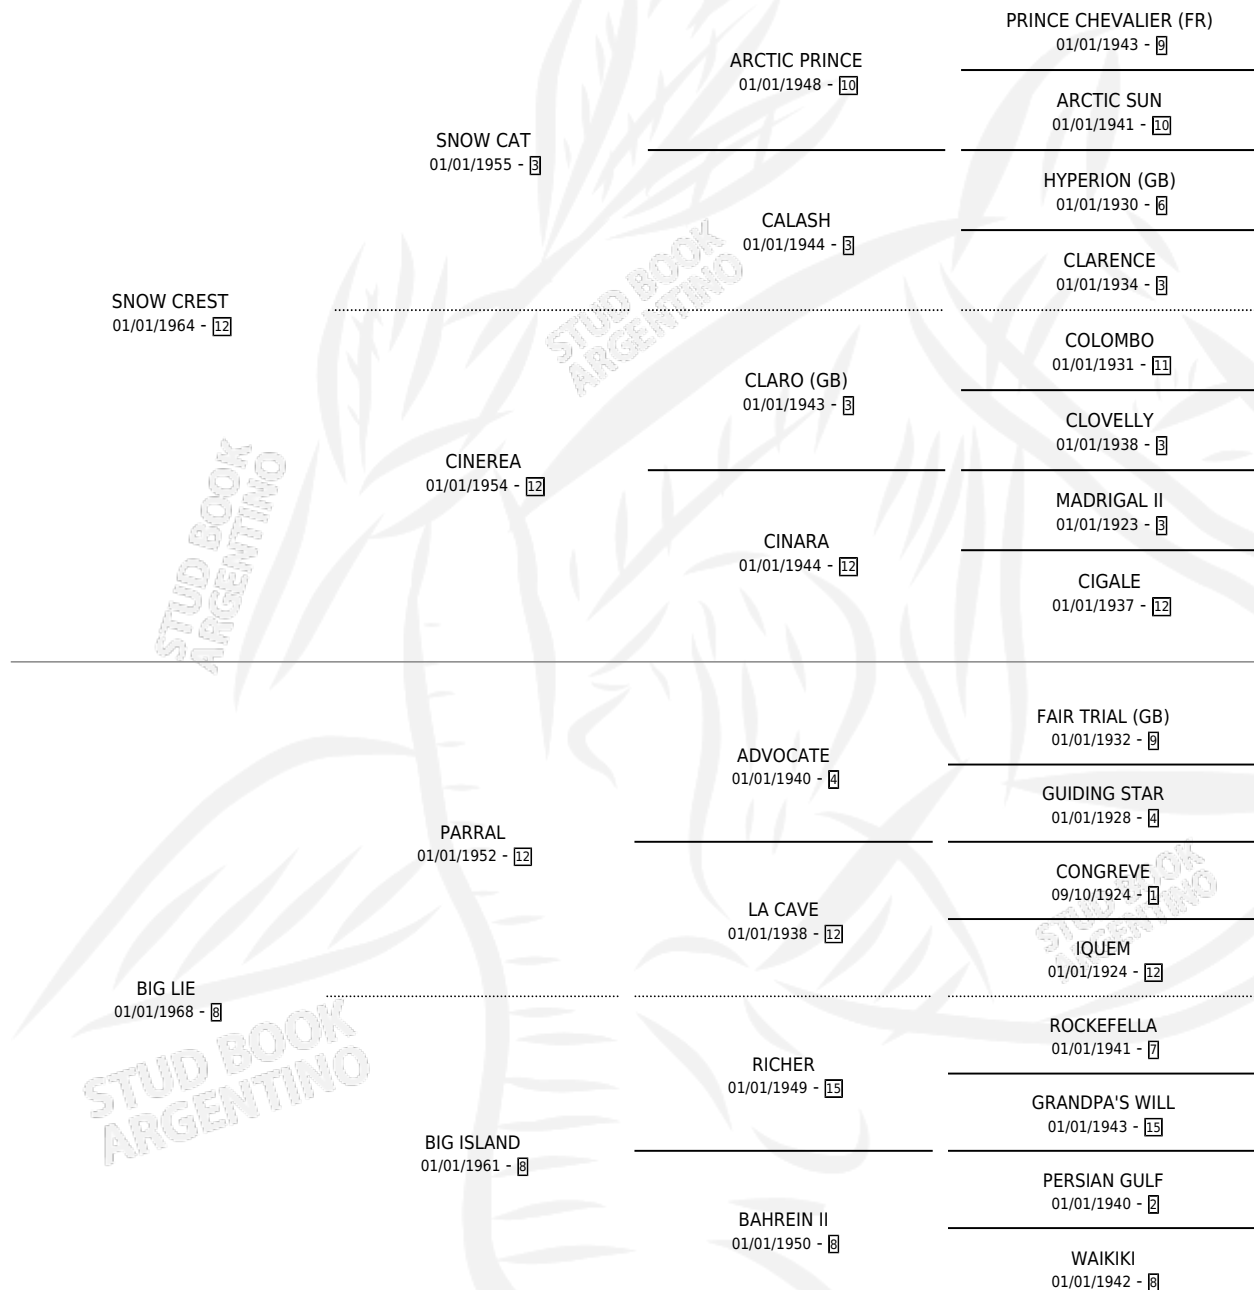 PRINCE CHEVALIER (FR)
01/01/1943 - 9
ARCTIC PRINCE
01/01/1948 - 10
ARCTIC SUN
01/01/1941 - 10
SNOW CAT
01/01/1955 - 3
HYPERION (GB)
01/01/1930 - 6
CALASH
01/01/1944 - 3
CLARENCE
01/01/1934 - 3
SNOW CREST
01/01/1964 - 12
COLOMBO
01/01/1931 - 11
CLARO (GB)
01/01/1943 - 3
CLOVELLY
01/01/1938 - 3
CINEREA
01/01/1954 - 12
MADRIGAL II
01/01/1923 - 3
CINARA
01/01/1944 - 12
CIGALE
01/01/1937 - 12
FAIR TRIAL (GB)
01/01/1932 - 9
ADVOCATE
01/01/1940 - 4
GUIDING STAR
01/01/1928 - 4
PARRAL
01/01/1952 - 12
CONGREVE
09/10/1924 - 1
LA CAVE
01/01/1938 - 12
IQUEM
01/01/1924 - 12
BIG LIE
01/01/1968 - 8
ROCKEFELLA
01/01/1941 - 7
RICHER
01/01/1949 - 15
GRANDPA'S WILL
01/01/1943 - 15
BIG ISLAND
01/01/1961 - 8
PERSIAN GULF
01/01/1940 - 2
BAHREIN II
01/01/1950 - 8
WAIKIKI
01/01/1942 - 8
STUD BOOK
ARGENTINO
STUD BOOK
ARGENTINO
STUD BOOK
ARGENTINO
STUD BOOK
ARGENTINO